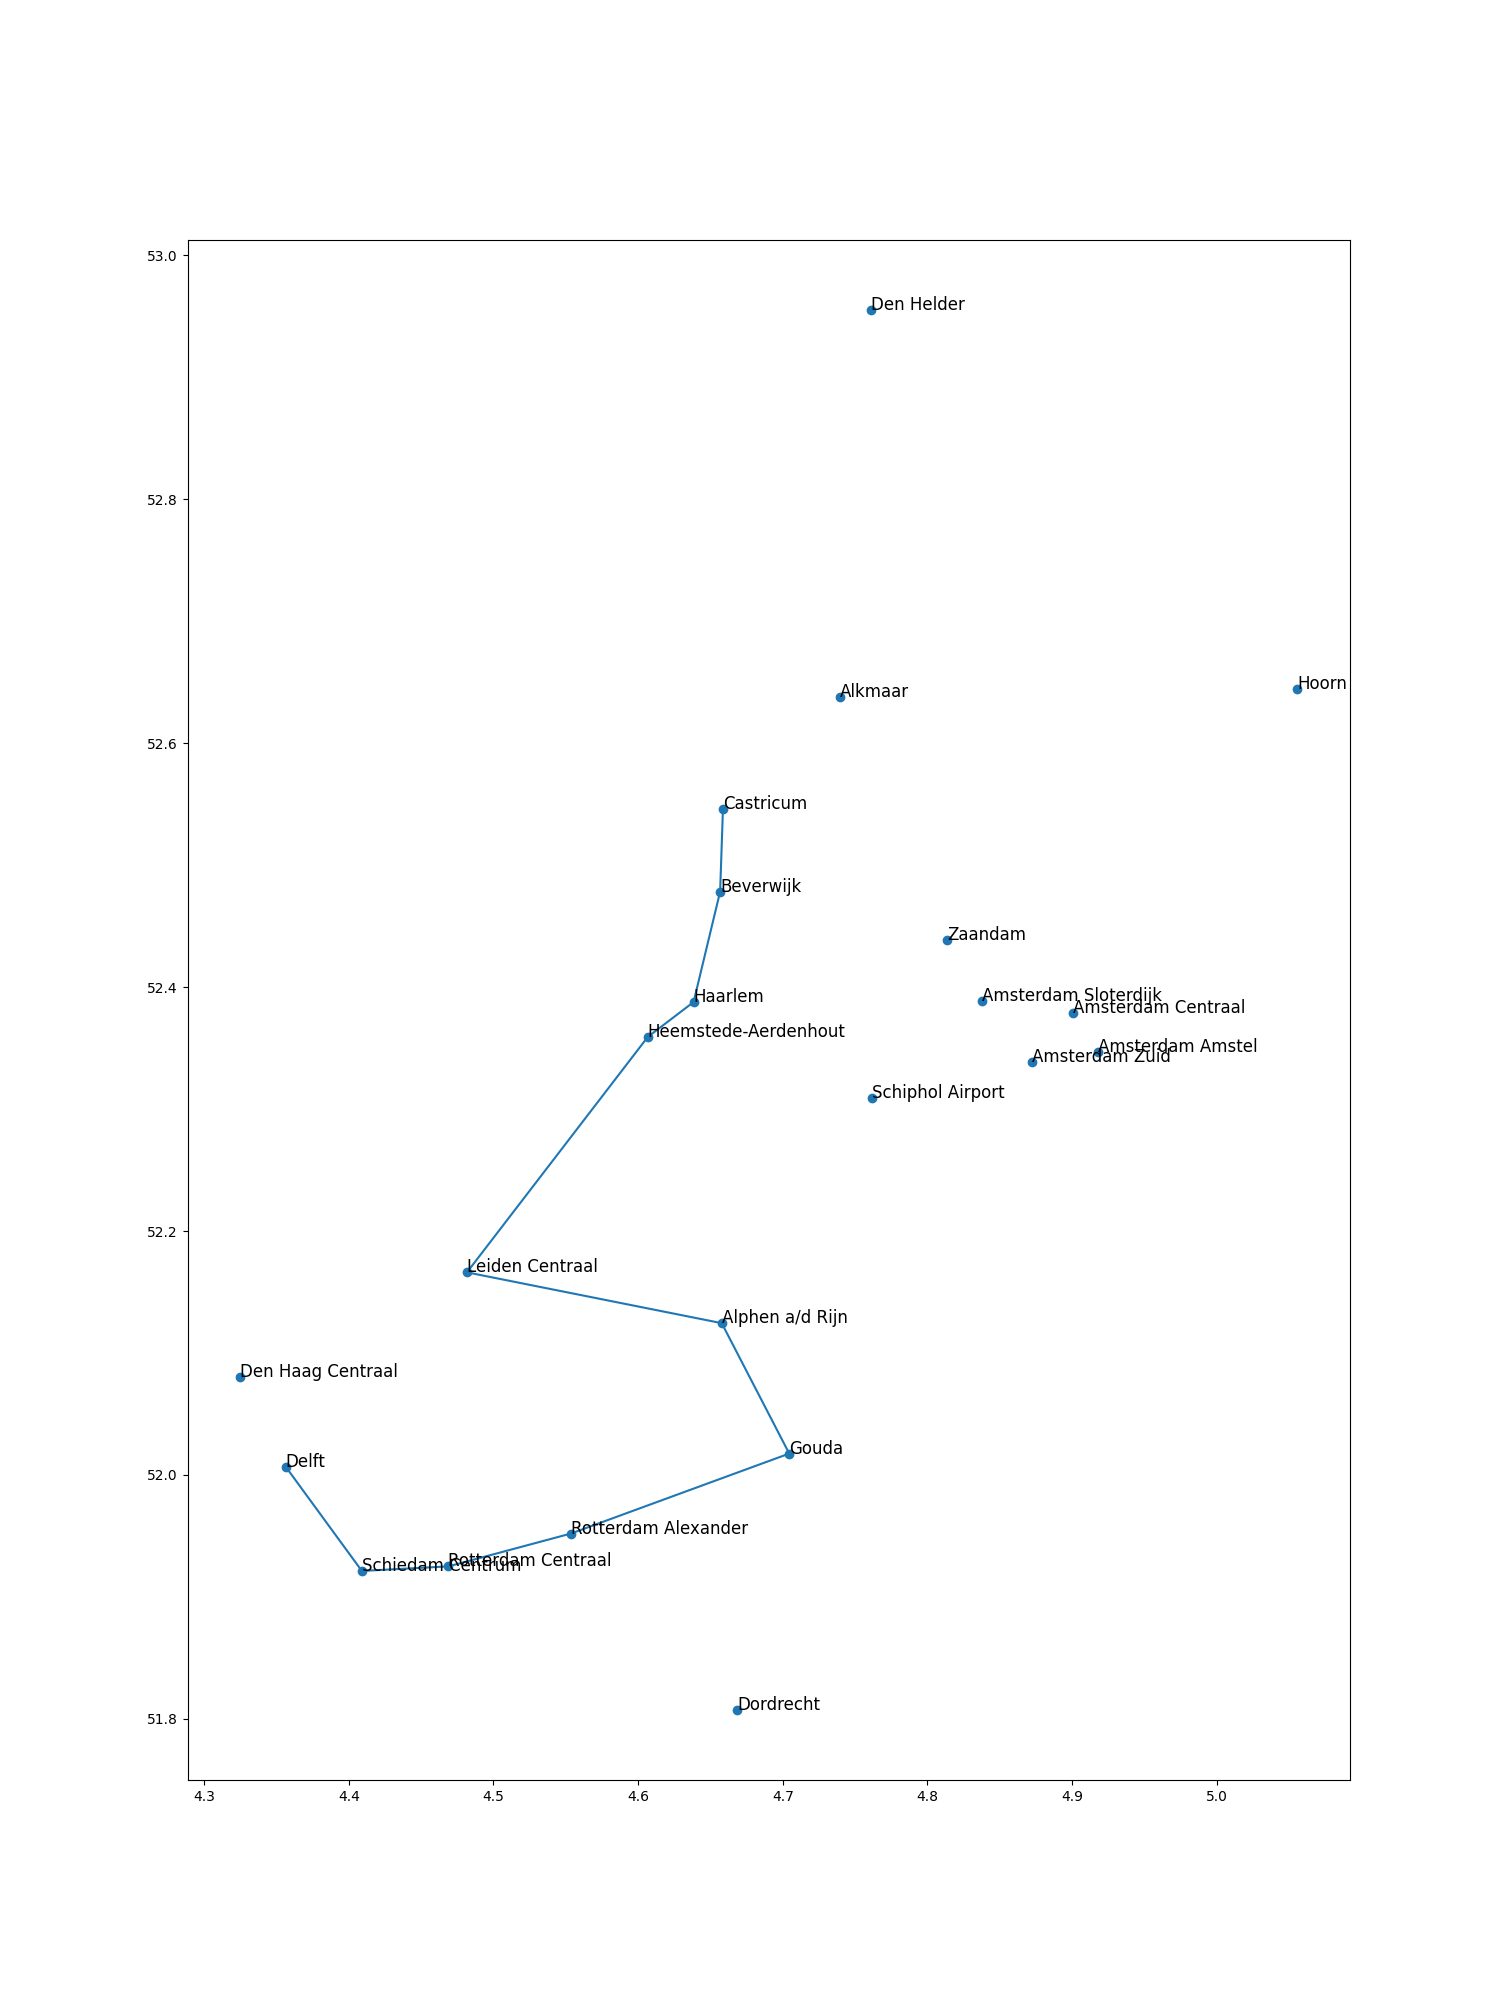 53.0
Den Helder
52.8
Hoorn
Alkmaar
52.6
Castricum
Beverwijk
Zaandam
52.4
Amsterdam Sloterdijk
Haarlem
Amsterdam Centraal
Heemstede-Aerdenhout
Amsterdam Amstel
Amsterdam Zuid
Schiphol Airport
52.2
Leiden Centraal
Alphen a/d Rijn
Den Haag Centraal
Gouda
Delft
52.0
Rotterdam Alexander
Rotterdam Centraal
Schiedam Centrum
Dordrecht
51.8
4.3 4.4 4.5 4.6 4.7 4.8 4.9 5.0